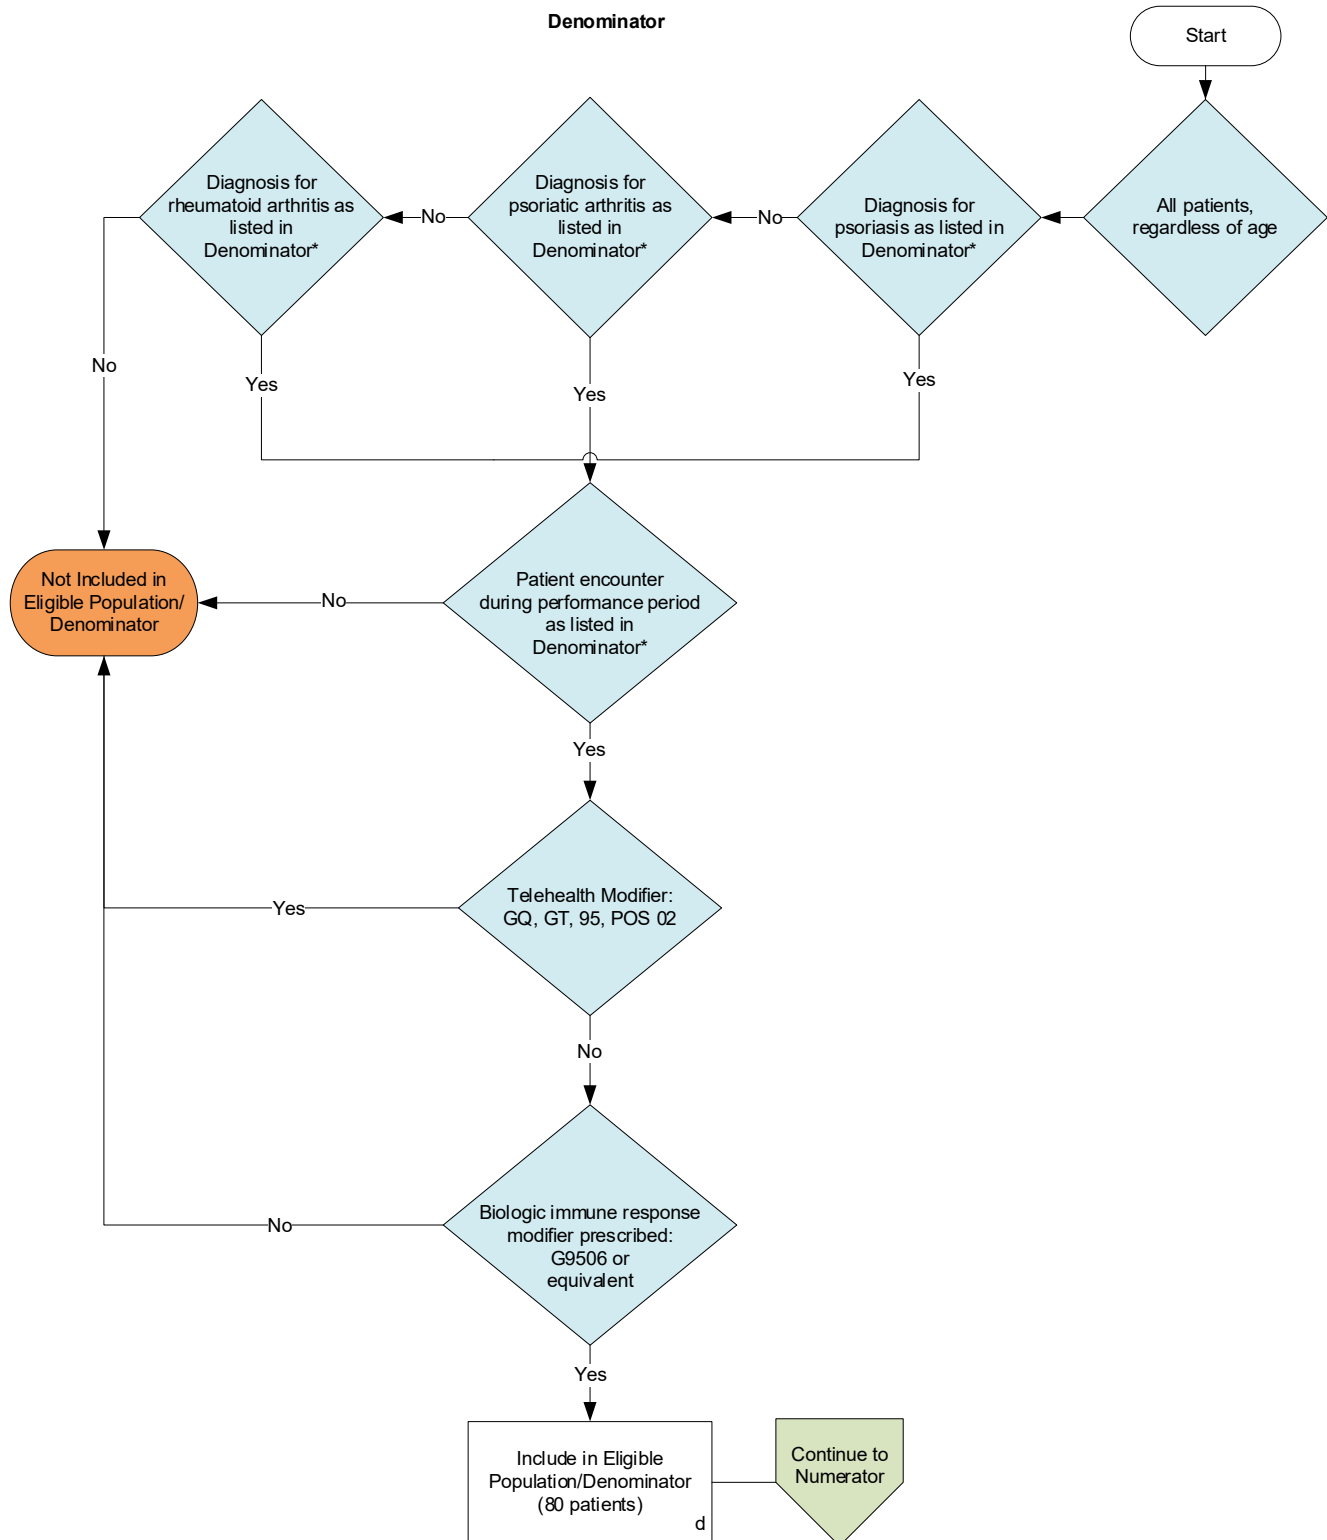 Denominator
Start
All patients,
regardless of age
Diagnosis for
psoriasis as listed in
Denominator*
No
Diagnosis for
psoriatic arthritis as
listed in
Denominator*
No
Diagnosis for
rheumatoid arthritis as
listed in
Denominator*
No
Yes
Yes
Yes
Not Included in
Eligible Population/
Denominator
No
Patient encounter
during performance period
as listed in
Denominator*
Yes
Telehealth Modifier:
GQ, GT, 95, POS 02
Yes
No
Biologic immune response
modifier prescribed:
G9506 or
equivalent
No
Yes
Include in Eligible
Population/Denominator
(80 patients)
d
Continue to
Numerator